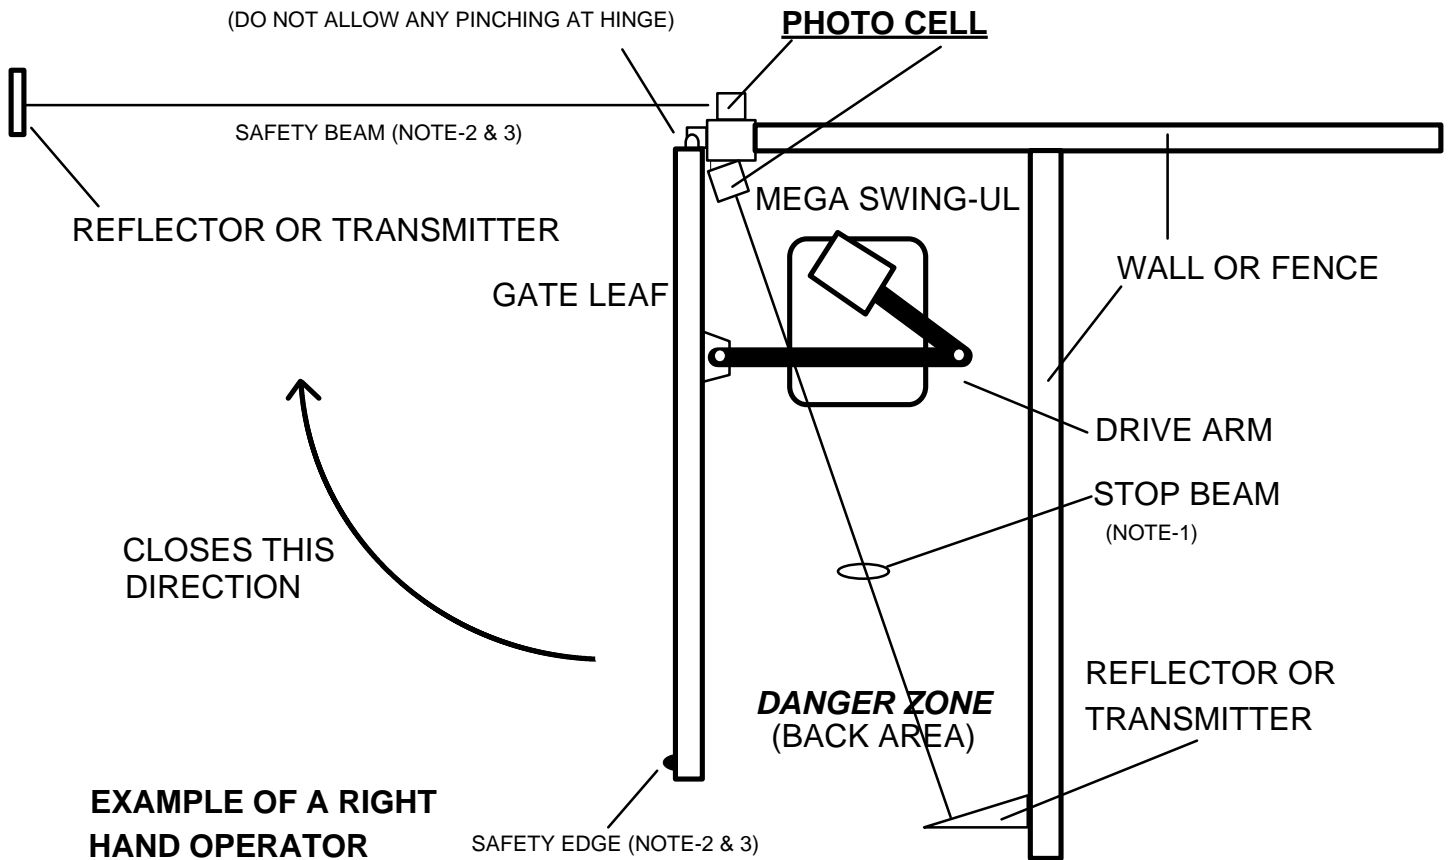 (DO NOT ALLOW ANY PINCHING AT HINGE)
PHOTO CELL
SAFETY BEAM (NOTE-2 & 3)
REFLECTOR OR TRANSMITTER
MEGA SWING-UL
GATE LEAF
WALL OR FENCE
DRIVE ARM
STOP BEAM
(NOTE-1)
CLOSES THIS
DIRECTION
DANGER ZONE
(BACK AREA)
REFLECTOR OR
TRANSMITTER
EXAMPLE OF A RIGHT
HAND OPERATOR
SAFETY EDGE (NOTE-2 & 3)